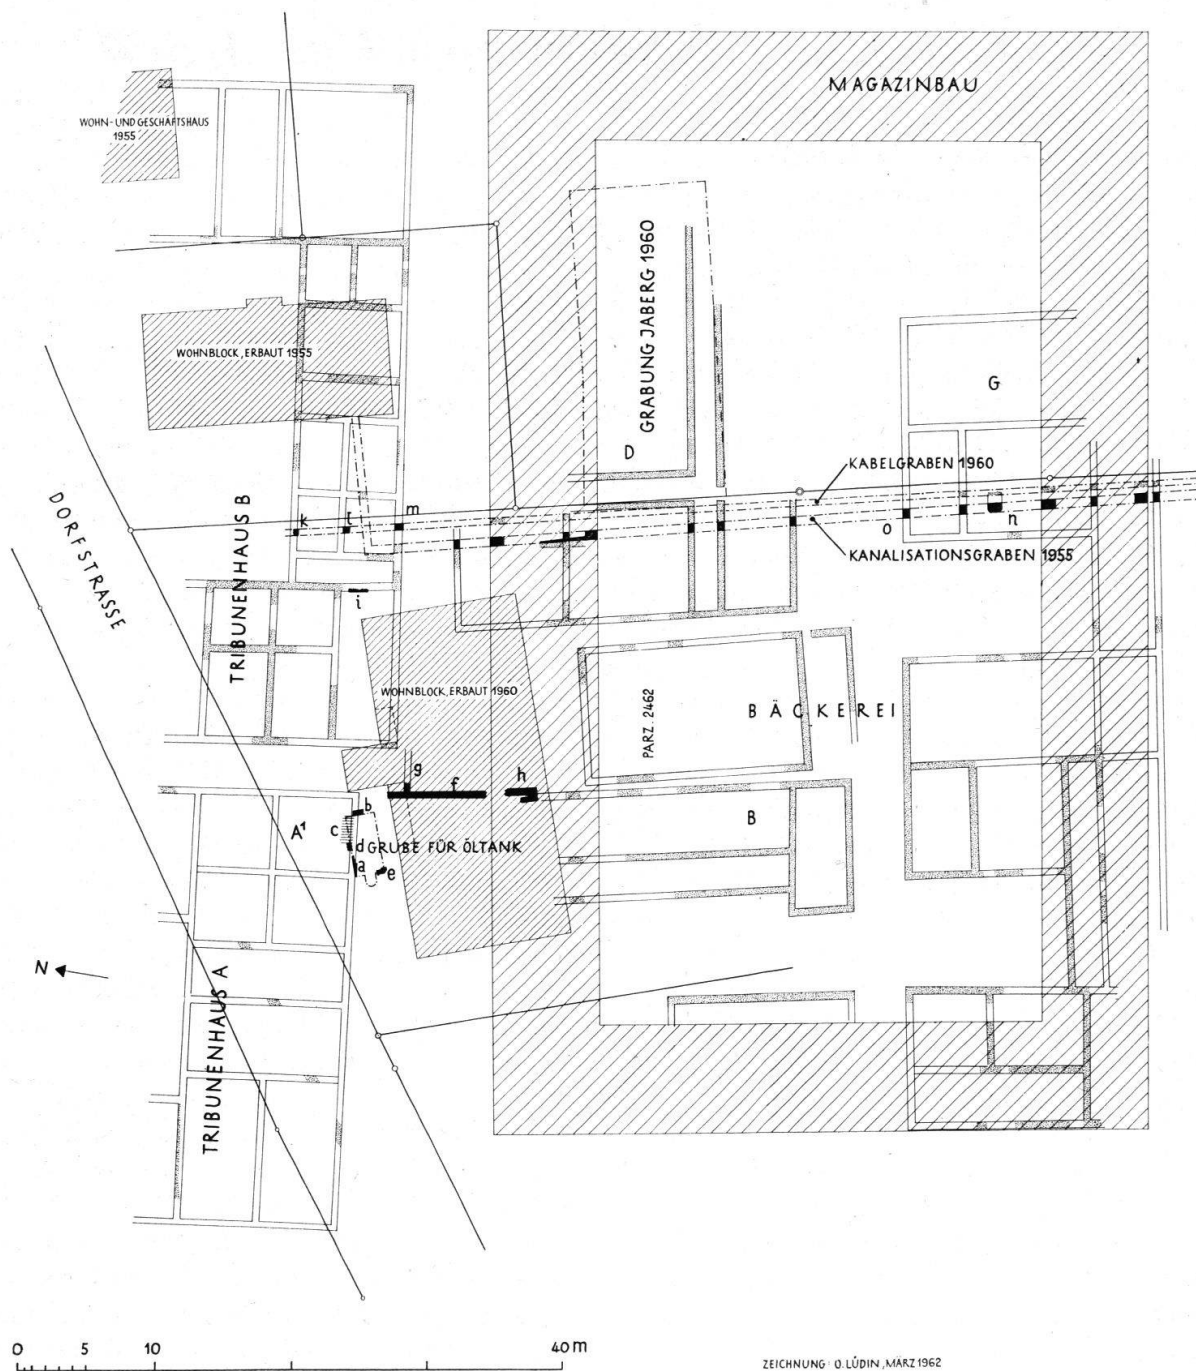 MAGAZINBAU
WOHN- UND GESCHÄFTSHAUS
1955
GRABUNG JABERG 1960
WOHNBLOCK, ERBAUT 1955
G
D
KABELGRABEN 1960
DORFSTRASSE
TRIBUNENHAUS B
k
l
m
o
n
KANALISATIONSGRABEN 1955
i
WOHNBLOCK, ERBAUT 1960
PARZ. 2462
BÄCKEREI
g
f
h
b
A¹
c
B
d
GRUBE FÜR ÖLTANK
a
e
N
TRIBUNENHAUS A
0 5 10 40 m
ZEICHNUNG: O. LÜDIN, MÄRZ 1962